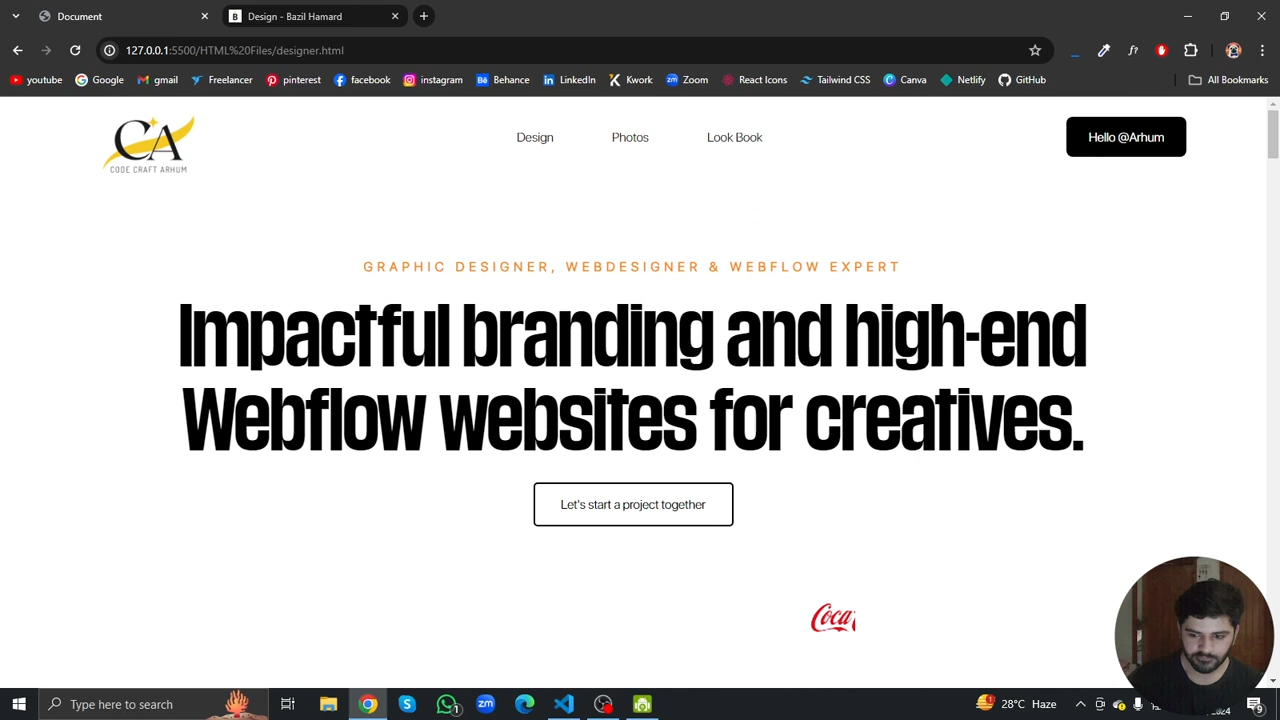 Document
Design - Bazil Hamard
127.0.0.1:5500/HTML%20Files/designer.html
youtube
Google
gmail
Freelancer
pinterest
facebook
instagram
Behance
LinkedIn
Kwork
Zoom
React Icons
Tailwind CSS
Canva
Netlify
GitHub
All Bookmarks
CA
CODE CRAFT ARHUM
Design
Photos
Look Book
Hello @Arhum
GRAPHIC DESIGNER, WEBDESIGNER & WEBFLOW EXPERT
Impactful branding and high-end
Webflow websites for creatives.
Let's start a project together
Coca
Type here to search
28°C Haze